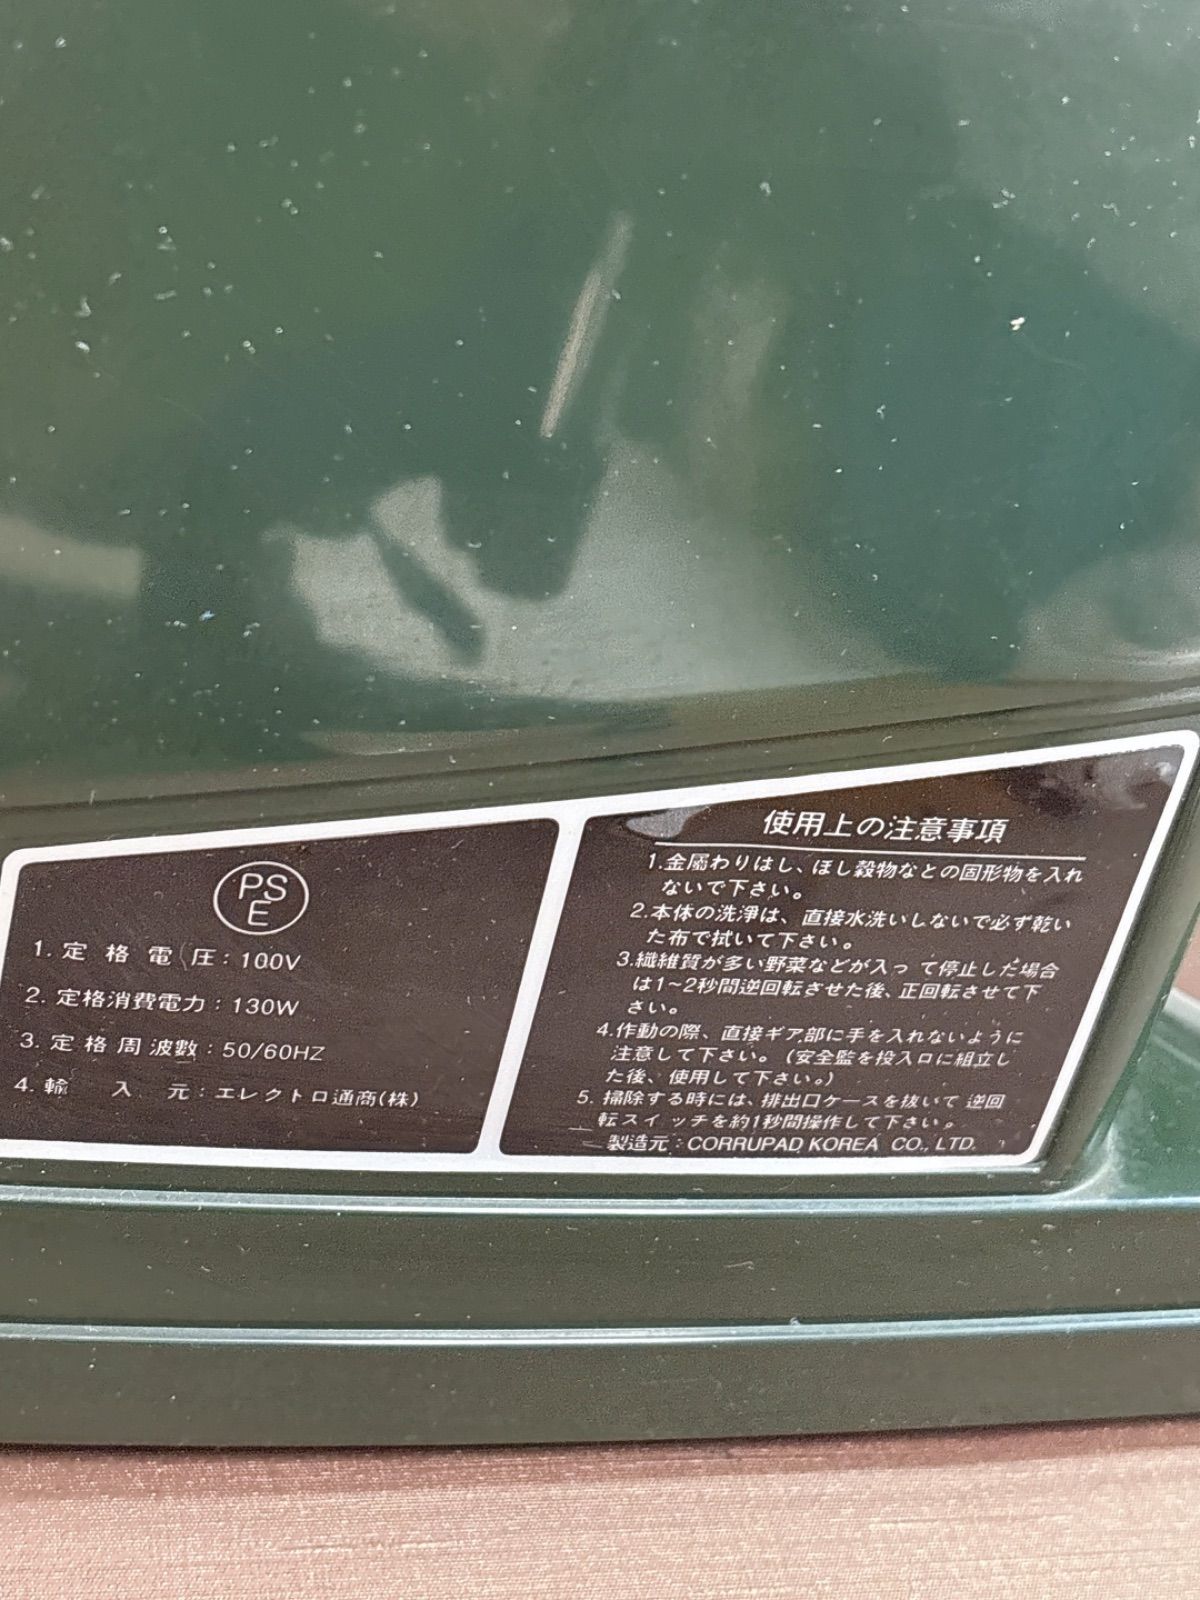 PS
E
1. 定 格 電 圧 : 100V
2. 定格消費電力 : 130W
3. 定 格 周 波 数 : 50/60HZ
4. 輸 入 元 : エレクトロ通商(株)
使用上の注意事項
1.金属わりはし、ほし穀物なとの固形物を入れ
ないで下さい。
2.本体の洗浄は、直接水洗いしないで必ず乾い
た布で拭いて下さい。
3.繊維質が多い野菜などが入っ て停止した場合
は1~2秒間逆回転させた後、正回転させて下
さい。
4.作動の際、直接ギア部に手を入れないように
注意して下さい。(安全監を投入口に組立し
た後、使用して下さい。)
5. 掃除する時には、排出口ケースを抜いて 逆回
転スイ ッチを約1秒間操作して下さい。
製造元 : CORRUPAD KOREA CO., LTD.